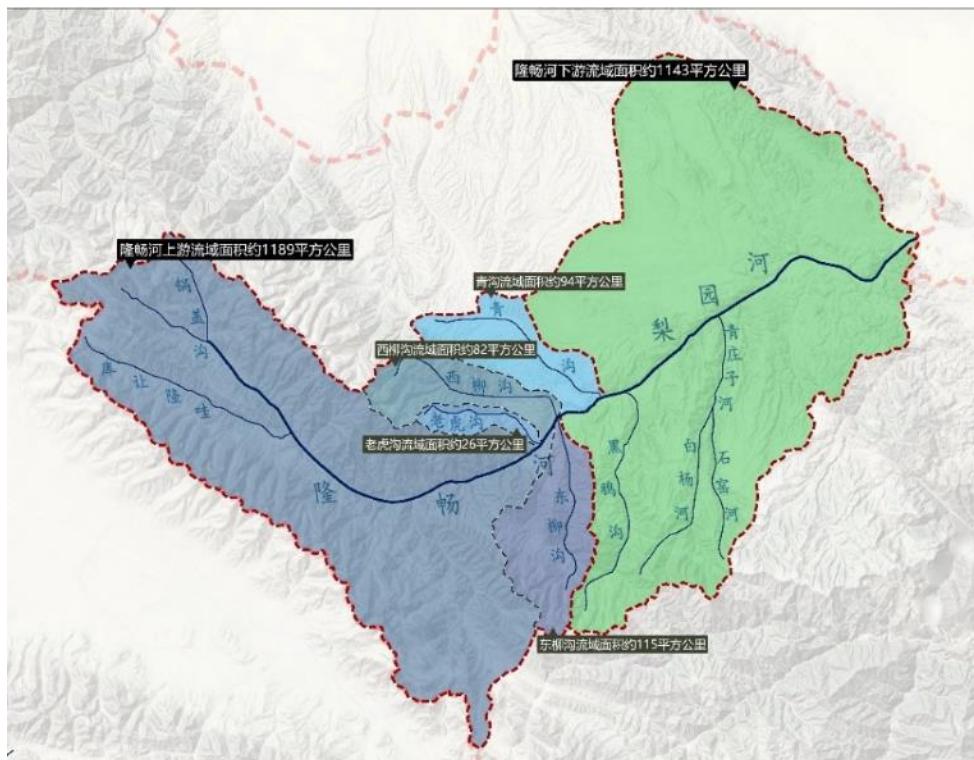 隆畅河下游流域面积约1143平方公里
隆畅河上游流域面积约1189平方公里
青沟流域面积约94平方公里
西柳沟流域面积约82平方公里
老虎沟流域面积约26平方公里
东柳沟流域面积约115平方公里
锅盖沟
库让隆哇
隆畅河
青沟
西柳沟
老虎沟
东柳沟
梨园河
黑鸦沟
青庄子河
白杨河
石窑河